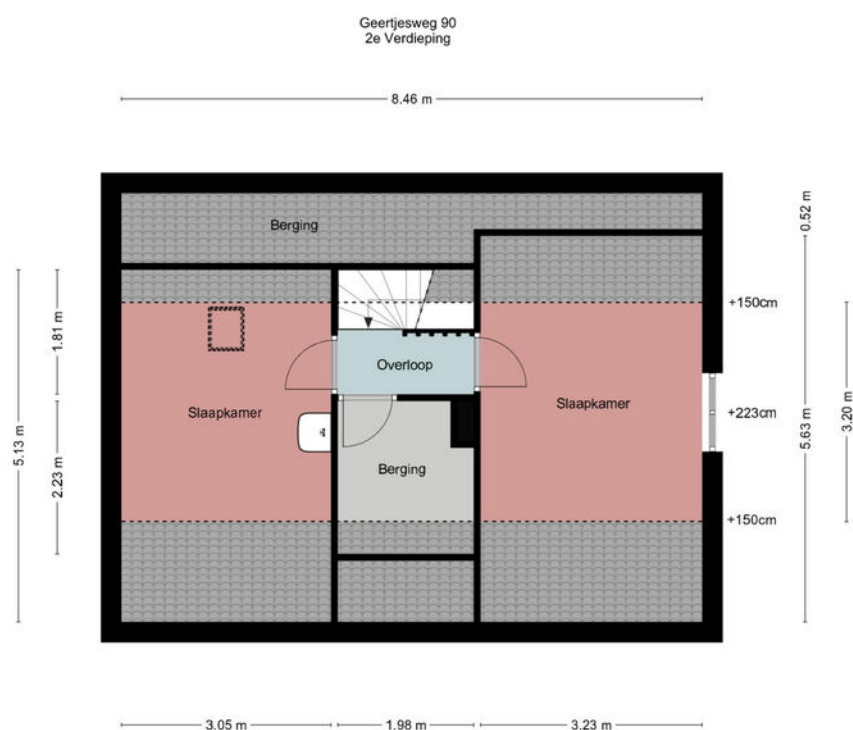 Geertjesweg 90
2e Verdieping
8.46 m
Berging
0.52 m
+150cm
1.81 m
Overloop
Slaapkamer
Slaapkamer
+223cm
3.20 m
5.63 m
5.13 m
2.23 m
Berging
+150cm
3.05 m
1.98 m
3.23 m